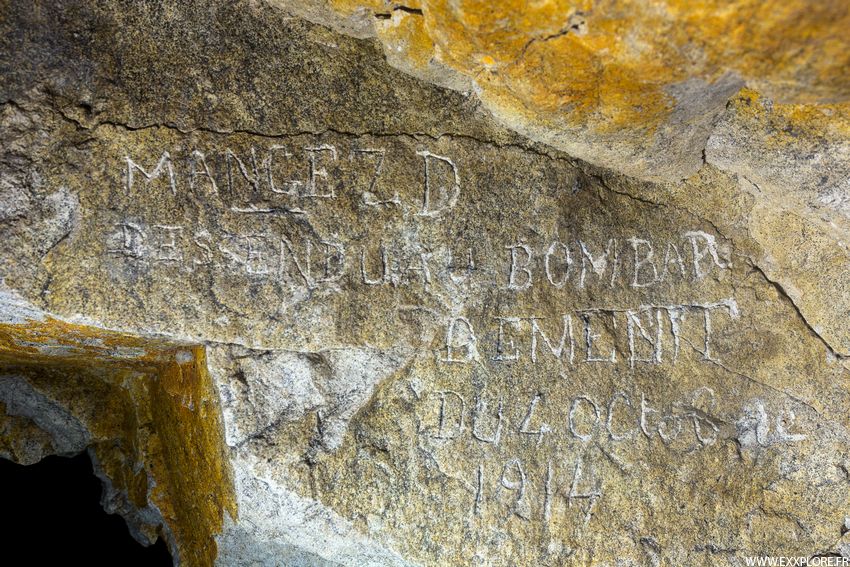 MANGEZ D
DESSENDU AU BOMBAR
DEMENT
DU 4 Octobre
1914
WWW.EXXPLORE.FR